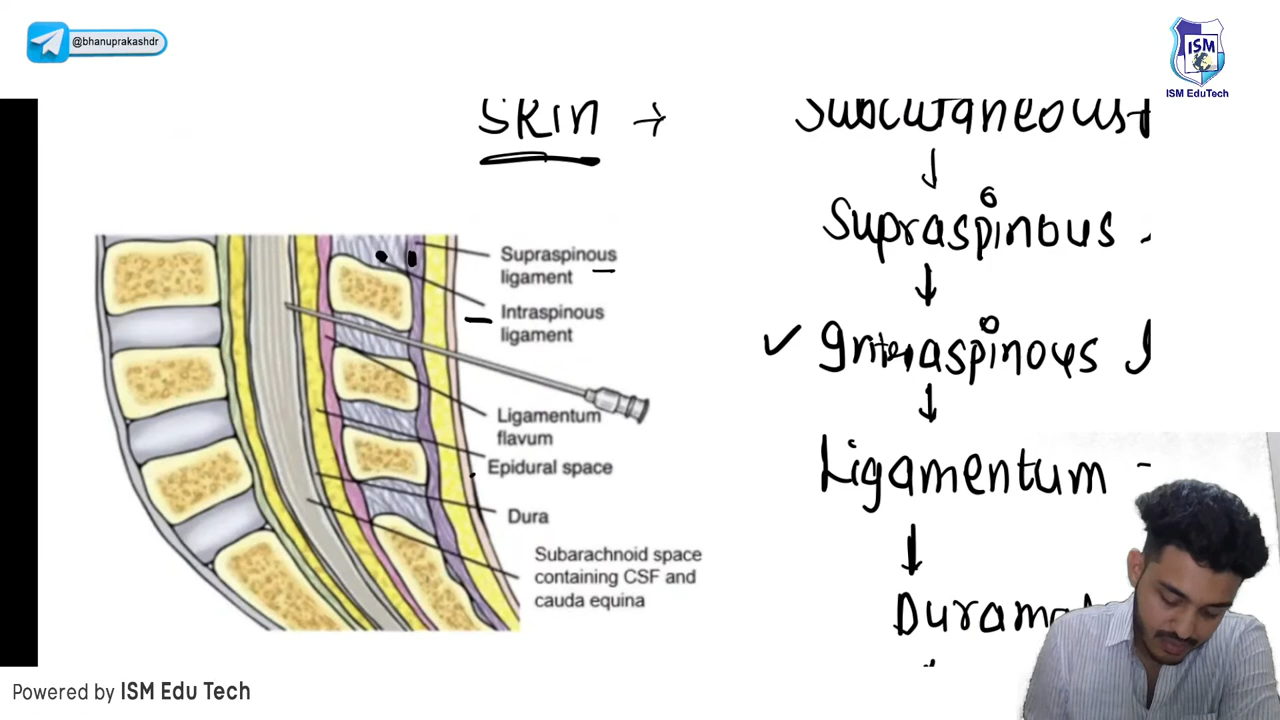 @bhanuprakashdr
ISM
ISM EduTech
Skin →
Subcutaneous
↓
Supraspinous
↓
✓ Interaspinous
↓
Ligamentum -
↓
Supraspinous
ligament
Intraspinous
ligament
Ligamentum
flavum
Epidural space
Dura
Subarachnoid space
containing CSF and
cauda equina
Powered by ISM Edu Tech